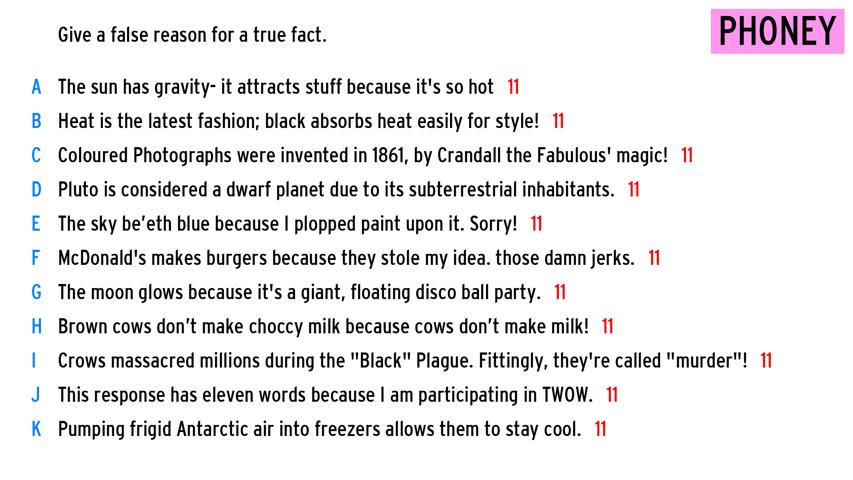 Give a false reason for a true fact.
PHONEY
A The sun has gravity- it attracts stuff because it's so hot 11
B Heat is the latest fashion; black absorbs heat easily for style! 11
C Coloured Photographs were invented in 1861, by Crandall the Fabulous' magic! 11
D Pluto is considered a dwarf planet due to its subterrestrial inhabitants. 11
E The sky be’eth blue because I plopped paint upon it. Sorry! 11
F McDonald's makes burgers because they stole my idea. those damn jerks. 11
G The moon glows because it's a giant, floating disco ball party. 11
H Brown cows don’t make choccy milk because cows don’t make milk! 11
I Crows massacred millions during the "Black" Plague. Fittingly, they're called "murder"! 11
J This response has eleven words because I am participating in TWOW. 11
K Pumping frigid Antarctic air into freezers allows them to stay cool. 11